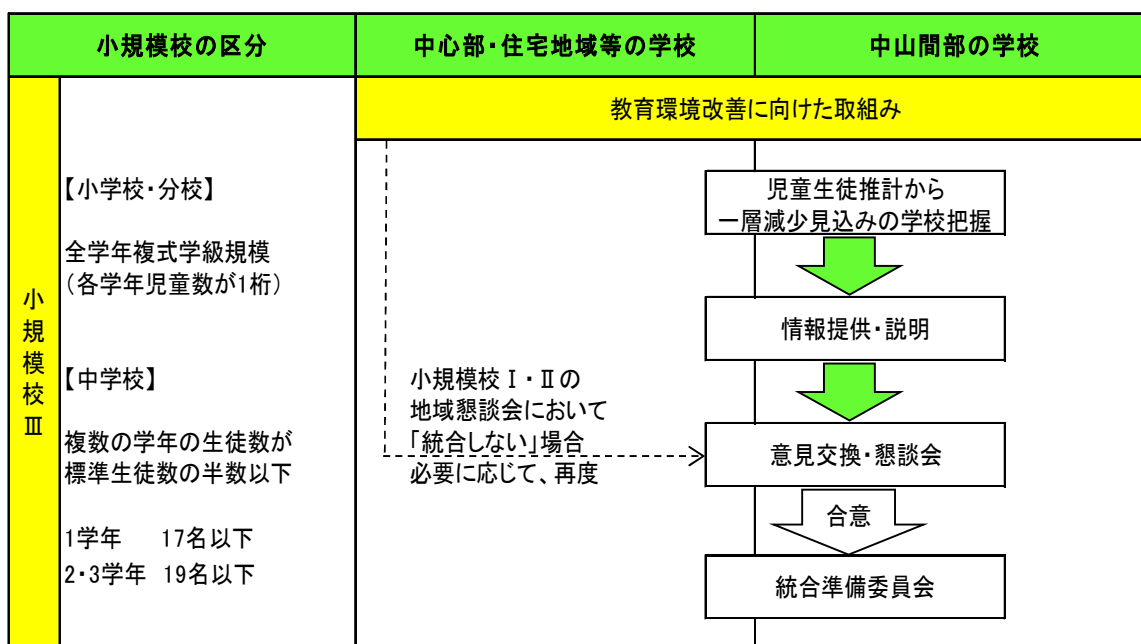 小規模校の区分
中心部・住宅地域等の学校
中山間部の学校
小規模校Ⅲ
【小学校・分校】
全学年複式学級規模
（各学年児童数が1桁）
【中学校】
複数の学年の生徒数が
標準生徒数の半数以下
1学年　17名以下
2・3学年　19名以下
教育環境改善に向けた取組み
小規模校Ⅰ・Ⅱの
地域懇談会において
「統合しない」場合
必要に応じて、再度
児童生徒推計から
一層減少見込みの学校把握
情報提供・説明
意見交換・懇談会
合意
統合準備委員会